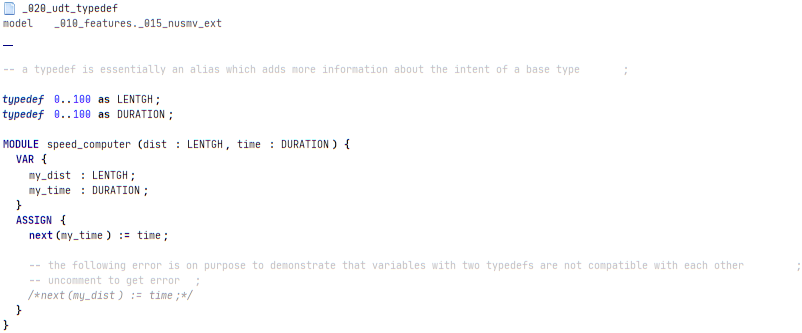 _020_udt_typedef
model _010_features._015_nusmv_ext
-- a typedef is essentially an alias which adds more information about the intent of a base type ;
typedef 0..100 as LENTGH;
typedef 0..100 as DURATION;
MODULE speed_computer (dist : LENTGH, time : DURATION) {
VAR {
my_dist : LENTGH;
my_time : DURATION;
}
ASSIGN {
next(my_time) := time;
-- the following error is on purpose to demonstrate that variables with two typedefs are not compatible with each other ;
-- uncomment to get error ;
/*next(my_dist) := time;*/
}
}